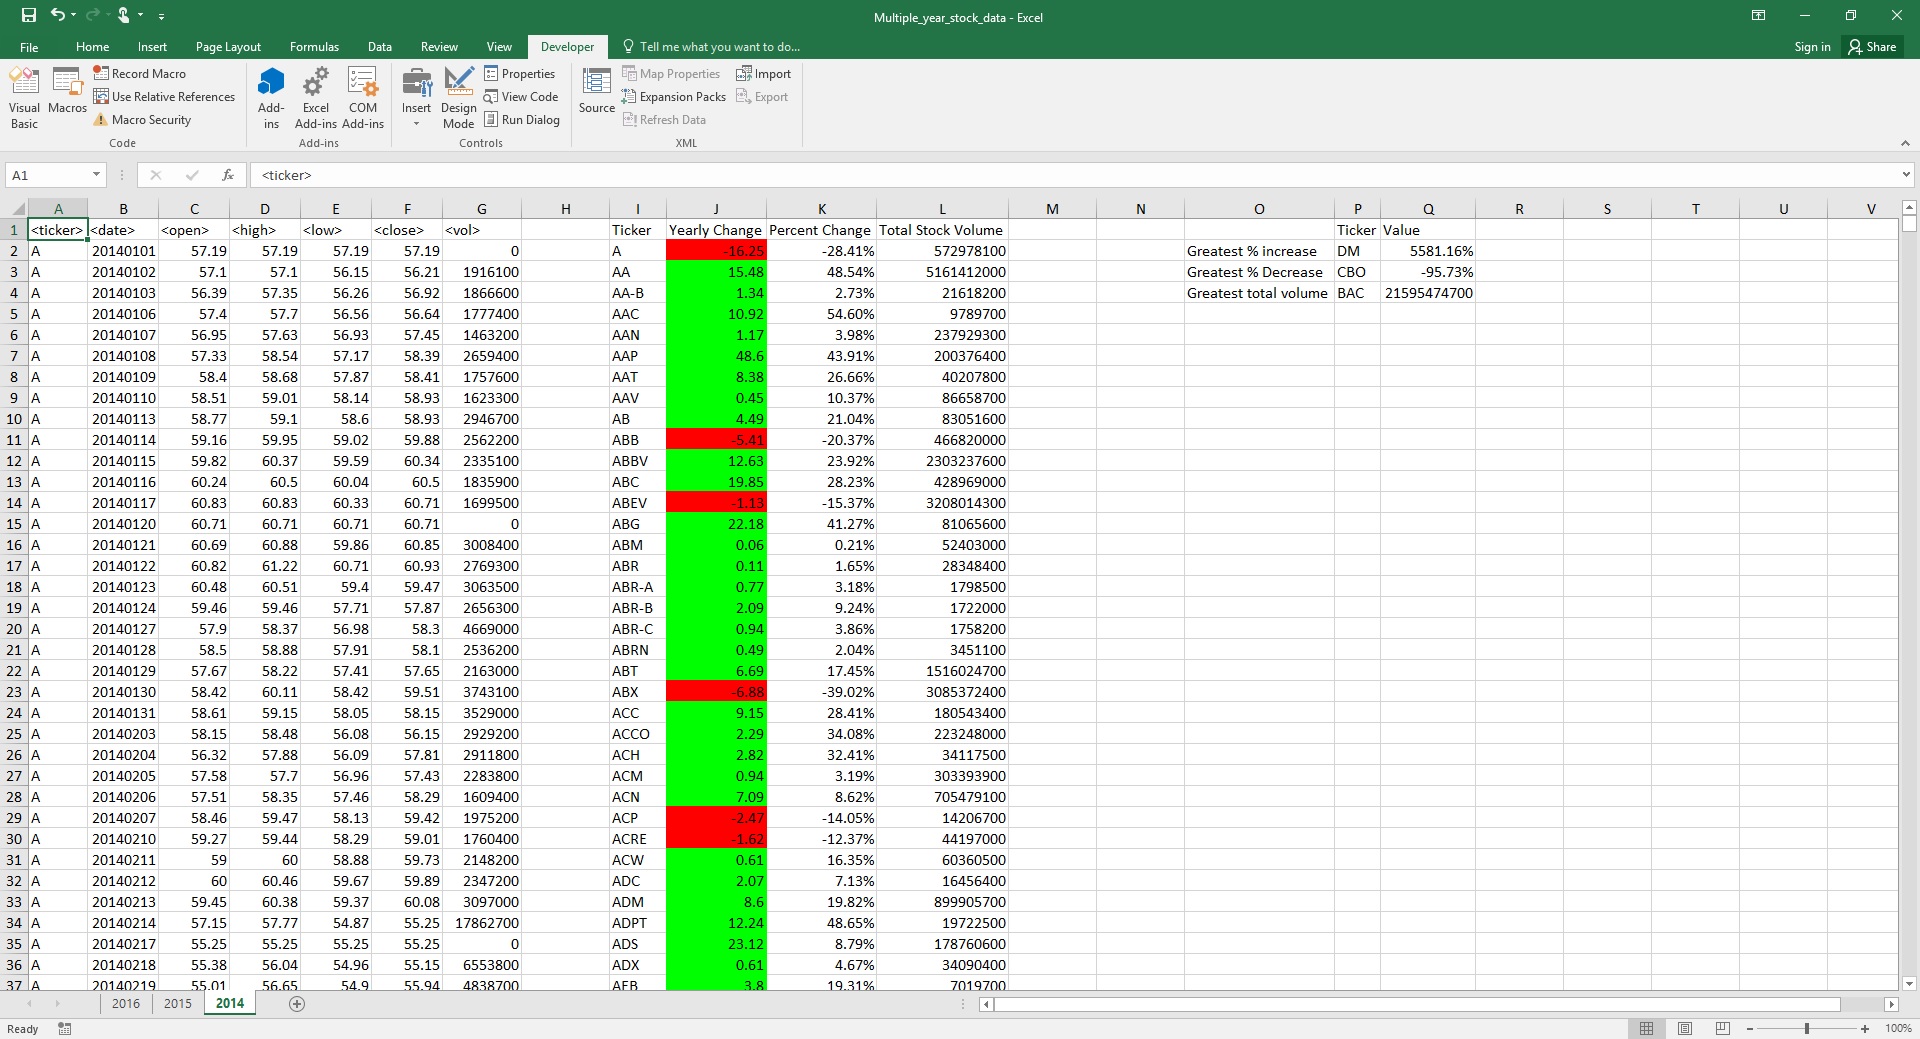 Multiple_year_stock_data - Excel
File Home Insert Page Layout Formulas Data Review View Developer Tell me what you want to do... Sign in Share
Visual Basic Macros Record Macro Use Relative References Macro Security Code
Add-ins Excel Add-ins COM Add-ins Add-ins
Insert Design Mode Properties View Code Run Dialog Controls
Source Map Properties Expansion Packs Refresh Data Import Export XML
A1 fx <ticker>
A B C D E F G H I J K L M N O P Q R S T U V
1 <ticker> <date> <open> <high> <low> <close> <vol> Ticker Yearly Change Percent Change Total Stock Volume Ticker Value
2 A 20140101 57.19 57.19 57.19 57.19 0 A -16.25 -28.41% 572978100 Greatest % increase DM 5581.16%
3 A 20140102 57.1 57.1 56.15 56.21 1916100 AA 15.48 48.54% 5161412000 Greatest % Decrease CBO -95.73%
4 A 20140103 56.39 57.35 56.26 56.92 1866600 AA-B 1.34 2.73% 21618200 Greatest total volume BAC 21595474700
5 A 20140106 57.4 57.7 56.56 56.64 1777400 AAC 10.92 54.60% 9789700
6 A 20140107 56.95 57.63 56.93 57.45 1463200 AAN 1.17 3.98% 237929300
7 A 20140108 57.33 58.54 57.17 58.39 2659400 AAP 48.6 43.91% 200376400
8 A 20140109 58.4 58.68 57.87 58.41 1757600 AAT 8.38 26.66% 40207800
9 A 20140110 58.51 59.01 58.14 58.93 1623300 AAV 0.45 10.37% 86658700
10 A 20140113 58.77 59.1 58.6 58.93 2946700 AB 4.49 21.04% 83051600
11 A 20140114 59.16 59.95 59.02 59.88 2562200 ABB -5.41 -20.37% 466820000
12 A 20140115 59.82 60.37 59.59 60.34 2335100 ABBV 12.63 23.92% 2303237600
13 A 20140116 60.24 60.5 60.04 60.5 1835900 ABC 19.85 28.23% 428969000
14 A 20140117 60.83 60.83 60.33 60.71 1699500 ABEV -1.13 -15.37% 3208014300
15 A 20140120 60.71 60.71 60.71 60.71 0 ABG 22.18 41.27% 81065600
16 A 20140121 60.69 60.88 59.86 60.85 3008400 ABM 0.06 0.21% 52403000
17 A 20140122 60.82 61.22 60.71 60.93 2769300 ABR 0.11 1.65% 28348400
18 A 20140123 60.48 60.51 59.4 59.47 3063500 ABR-A 0.77 3.18% 1798500
19 A 20140124 59.46 59.46 57.71 57.87 2656300 ABR-B 2.09 9.24% 1722000
20 A 20140127 57.9 58.37 56.98 58.3 4669000 ABR-C 0.94 3.86% 1758200
21 A 20140128 58.5 58.88 57.91 58.1 2536200 ABRN 0.49 2.04% 3451100
22 A 20140129 57.67 58.22 57.41 57.65 2163000 ABT 6.69 17.45% 1516024700
23 A 20140130 58.42 60.11 58.42 59.51 3743100 ABX -6.88 -39.02% 3085372400
24 A 20140131 58.61 59.15 58.05 58.15 3529000 ACC 9.15 28.41% 180543400
25 A 20140203 58.15 58.48 56.08 56.15 2929200 ACCO 2.29 34.08% 223248000
26 A 20140204 56.32 57.88 56.09 57.81 2911800 ACH 2.82 32.41% 34117500
27 A 20140205 57.58 57.7 56.96 57.43 2283800 ACM 0.94 3.19% 303393900
28 A 20140206 57.51 58.35 57.46 58.29 1609400 ACN 7.09 8.62% 705479100
29 A 20140207 58.46 59.47 58.13 59.42 1975200 ACP -2.47 -14.05% 14206700
30 A 20140210 59.27 59.44 58.29 59.01 1760400 ACRE -1.62 -12.37% 44197000
31 A 20140211 59 60 58.88 59.73 2148200 ACW 0.61 16.35% 60360500
32 A 20140212 60 60.46 59.67 59.89 2347200 ADC 2.07 7.13% 16456400
33 A 20140213 59.45 60.38 59.37 60.08 3097000 ADM 8.6 19.82% 899905700
34 A 20140214 57.15 57.77 54.87 55.25 17862700 ADPT 12.24 48.65% 19722500
35 A 20140217 55.25 55.25 55.25 55.25 0 ADS 23.12 8.79% 178760600
36 A 20140218 55.38 56.04 54.96 55.15 6553800 ADX 0.61 4.67% 34090400
37 A 20140219 55.01 56.65 54.9 55.94 4838700 AEB 3.8 19.31% 7019700
2016 2015 2014
Ready 100%